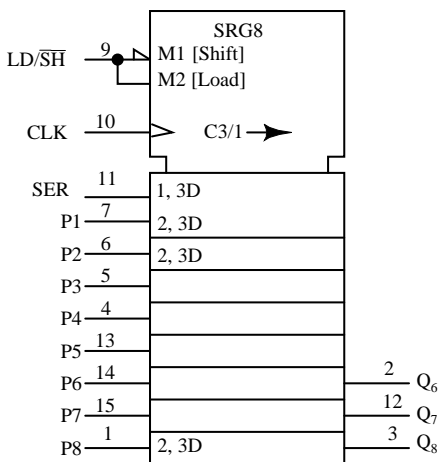 SRG8
LD/S̅H̅ 9 M1 [Shift]
M2 [Load]
CLK 10 C3/1
SER 11 1, 3D
P1 7 2, 3D
P2 6 2, 3D
P3 5
P4 4
P5 13
P6 14 2 Q₆
P7 15 12 Q₇
P8 1 2, 3D 3 Q₈